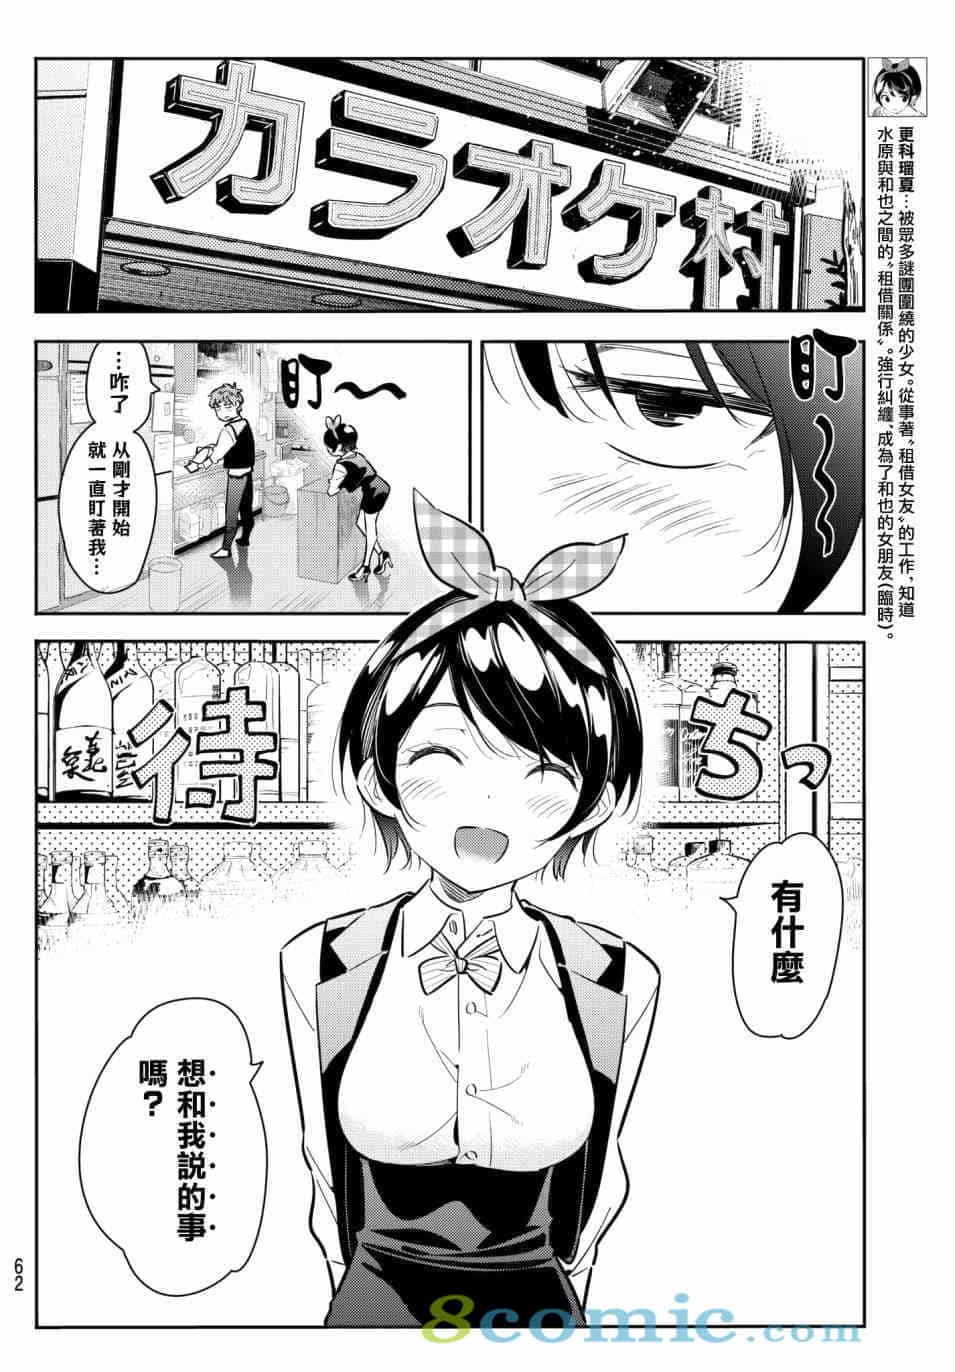 カラオケ村
更科瑠夏…被眾多謎團圍繞的少女。從事著“租借女友”的工作，知道
水原與和也之間的“租借關係”。強行糾纏、成為了和也的女朋友(臨時)。
盯～
盯～
…咋了
从剛才開始
就一直盯著我…
待ちっ
有什麼
想和我說的事
嗎？
62
8comic.com